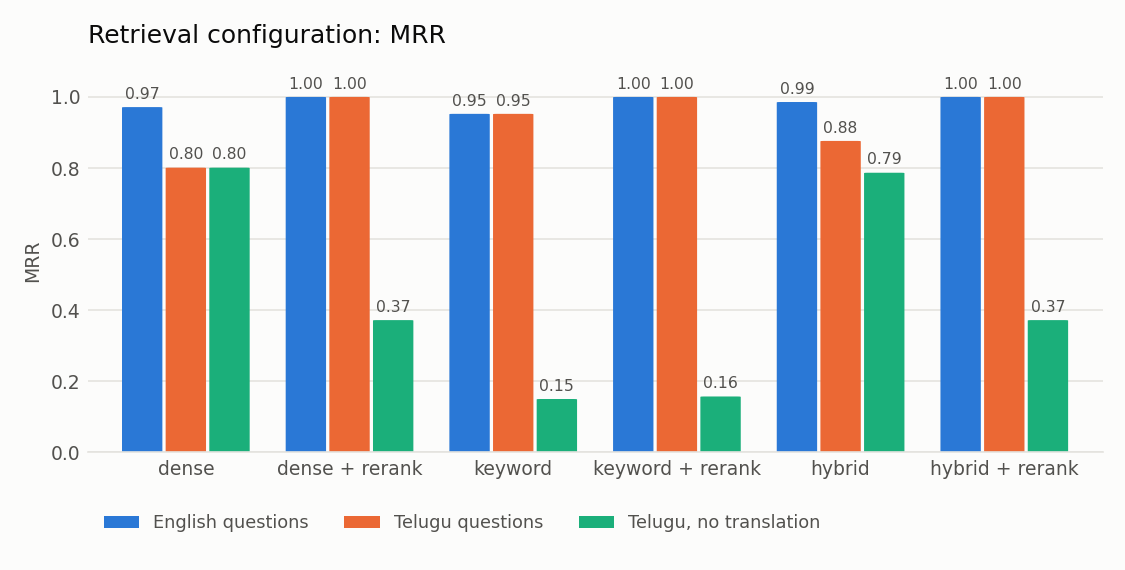 Retrieval configuration: MRR
MRR
1.0
0.8
0.6
0.4
0.2
0.0
0.97 0.80 0.80
1.00 1.00 0.37
0.95 0.95 0.15
1.00 1.00 0.16
0.99 0.88 0.79
1.00 1.00 0.37
dense dense + rerank keyword keyword + rerank hybrid hybrid + rerank
English questions Telugu questions Telugu, no translation